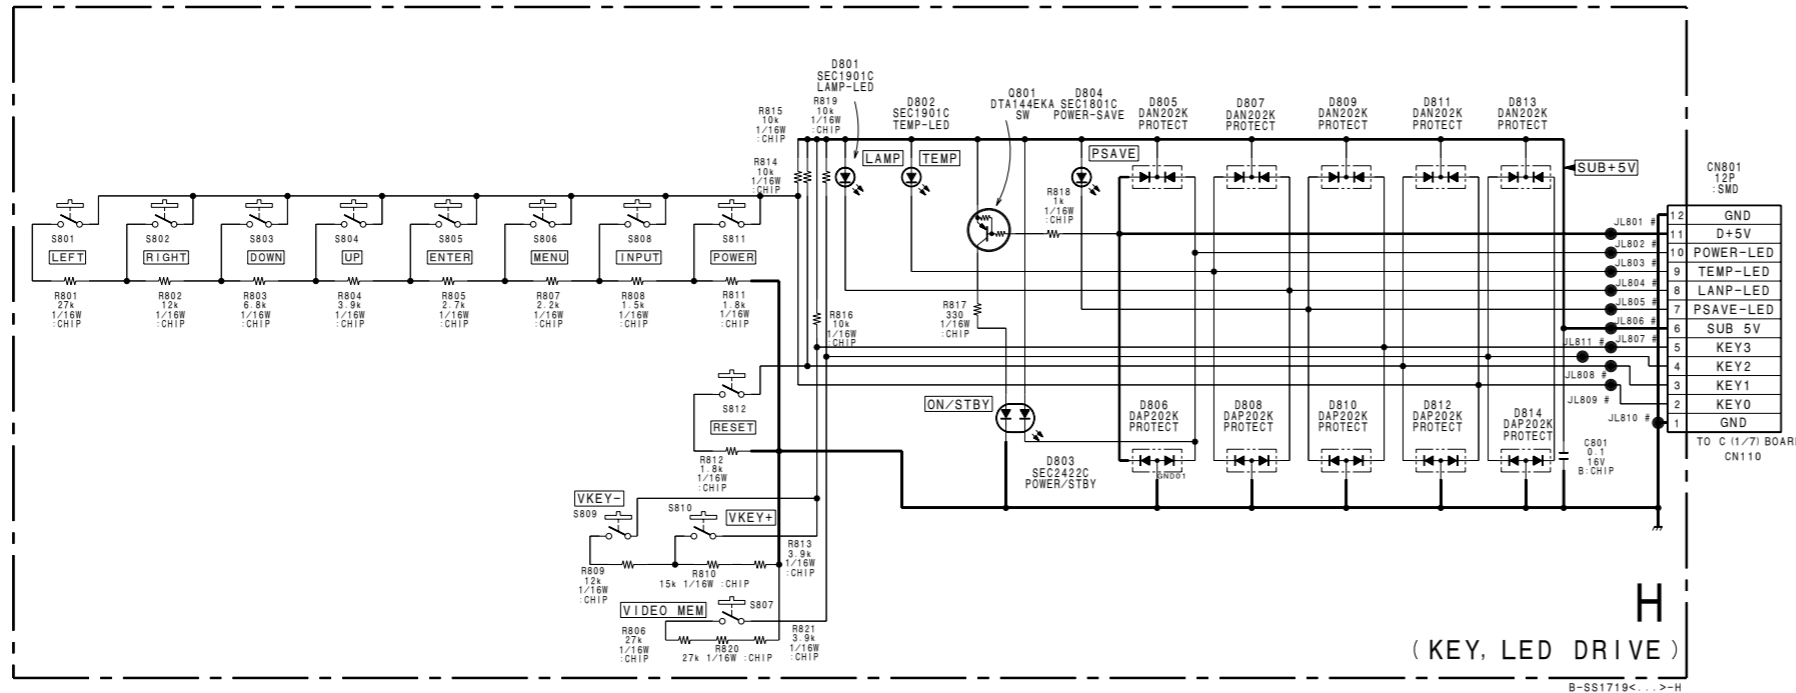 D801
SEC1901C
LAMP-LED
R815
10k
1/16W
:CHIP
R819
10k
1/16W
:CHIP
D802
SEC1901C
TEMP-LED
Q801
DTA144EKA
SW
D804
SEC1801C
POWER-SAVE
D805
DAN202K
PROTECT
D807
DAN202K
PROTECT
D809
DAN202K
PROTECT
D811
DAN202K
PROTECT
D813
DAN202K
PROTECT
R814
10k
1/16W
:CHIP
LAMP
TEMP
PSAVE
SUB+5V
CN801
12P
:SMD
R818
1k
1/16W
:CHIP
S801
LEFT
S802
RIGHT
S803
DOWN
S804
UP
S805
ENTER
S806
MENU
S808
INPUT
S811
POWER
R801
27k
1/16W
:CHIP
R802
12k
1/16W
:CHIP
R803
6.8k
1/16W
:CHIP
R804
3.9k
1/16W
:CHIP
R805
2.7k
1/16W
:CHIP
R807
2.2k
1/16W
:CHIP
R808
1.5k
1/16W
:CHIP
R811
1.8k
1/16W
:CHIP
R816
10k
1/16W
:CHIP
R817
330
1/16W
:CHIP
JL801 #
JL802 #
JL803 #
JL804 #
JL805 #
JL806 #
JL807 #
JL811 #
JL808 #
JL809 #
JL810 #
12 GND
11 D+5V
10 POWER-LED
9 TEMP-LED
8 LANP-LED
7 PSAVE-LED
6 SUB 5V
5 KEY3
4 KEY2
3 KEY1
2 KEY0
1 GND
TO C (1/7) BOAR
CN110
S812
RESET
R812
1.8k
1/16W
:CHIP
ON/STBY
D803
SEC2422C
POWER/STBY
D806
DAP202K
PROTECT
D808
DAP202K
PROTECT
D810
DAP202K
PROTECT
D812
DAP202K
PROTECT
D814
DAP202K
PROTECT
GND01
C801
0.1
16V
B:CHIP
VKEY-
S809
S810
VKEY+
R809
12k
1/16W
:CHIP
R810
15k 1/16W :CHIP
R813
3.9k
1/16W
:CHIP
VIDEO MEM
S807
R806
27k
1/16W
:CHIP
R820
27k 1/16W :CHIP
R821
3.9k
1/16W
:CHIP
H
(KEY, LED DRIVE)
B-SS1719<...>-H